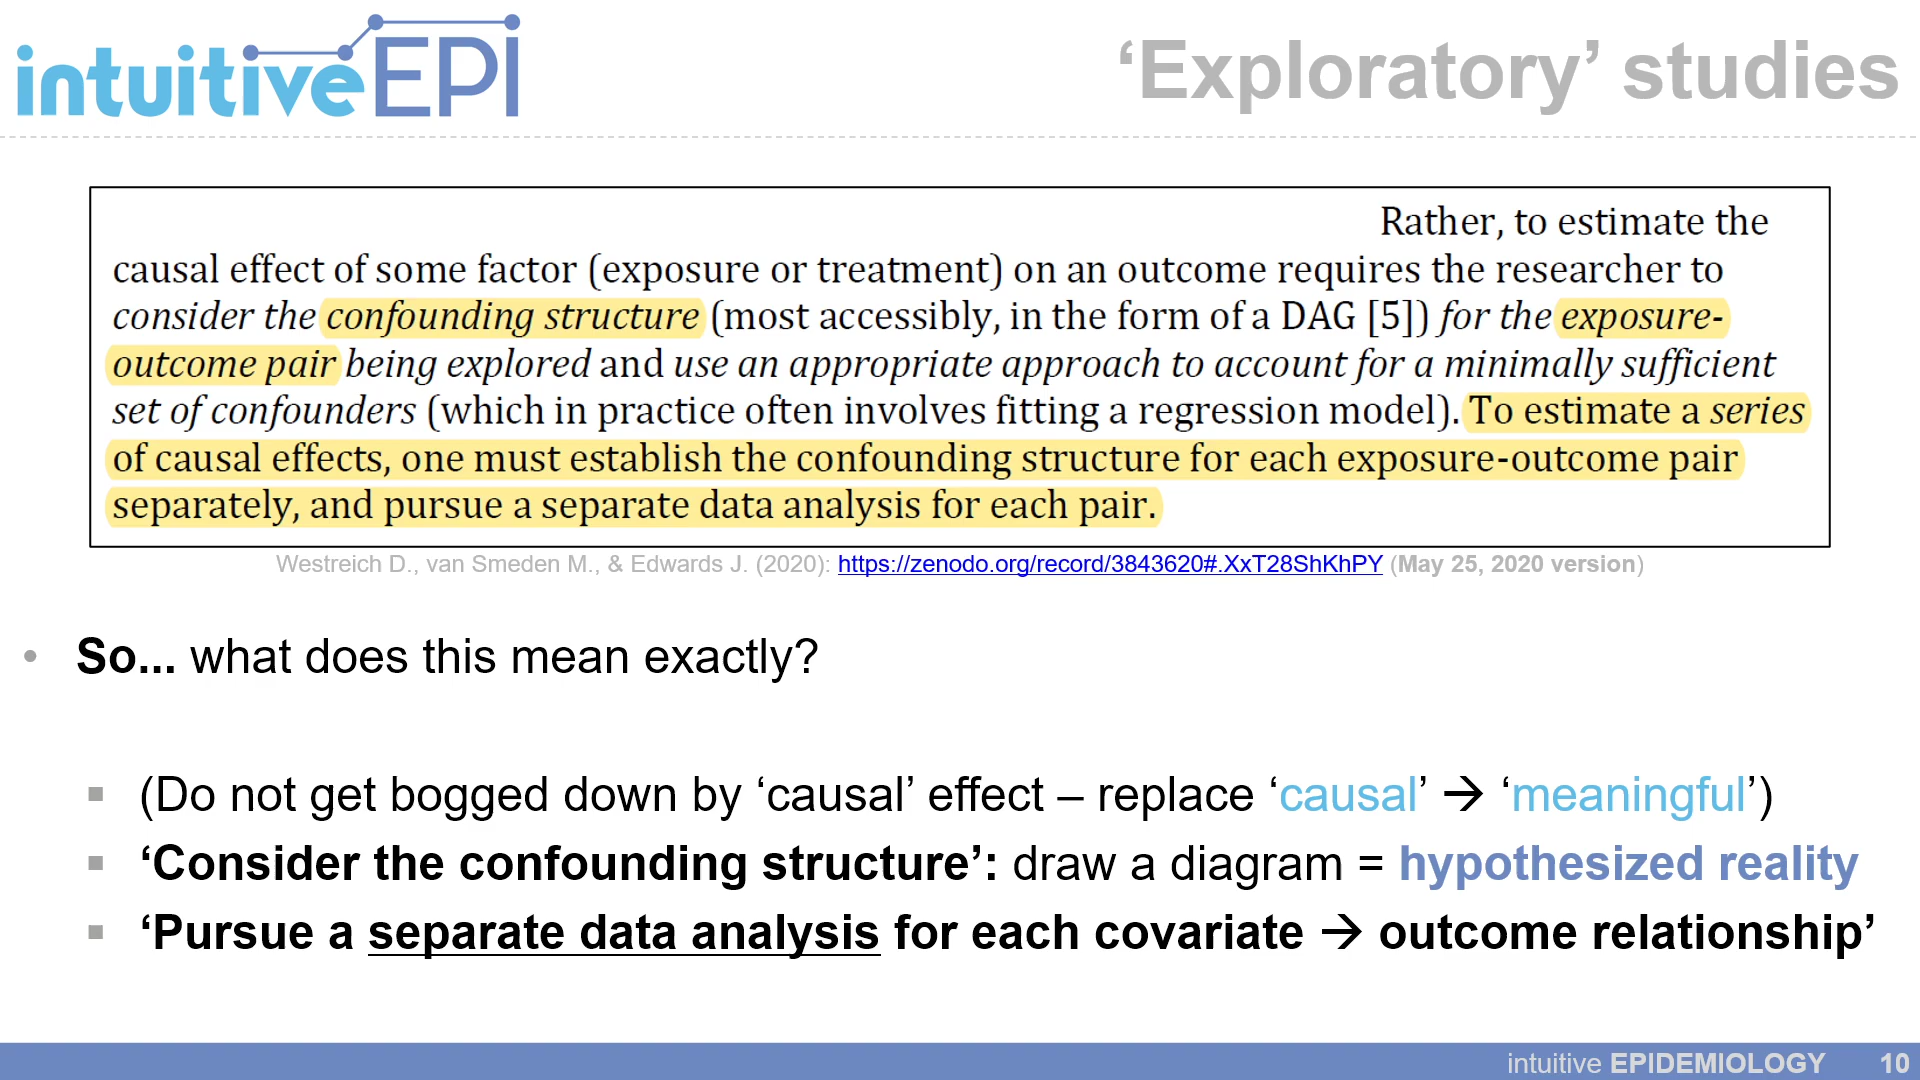 intuitiveEPI
‘Exploratory’ studies
Rather, to estimate the
causal effect of some factor (exposure or treatment) on an outcome requires the researcher to
consider the confounding structure (most accessibly, in the form of a DAG [5]) for the exposure-
outcome pair being explored and use an appropriate approach to account for a minimally sufficient
set of confounders (which in practice often involves fitting a regression model). To estimate a series
of causal effects, one must establish the confounding structure for each exposure-outcome pair
separately, and pursue a separate data analysis for each pair.
Westreich D., van Smeden M., & Edwards J. (2020): https://zenodo.org/record/3843620#.XxT28ShKhPY (May 25, 2020 version)
• So... what does this mean exactly?
▪ (Do not get bogged down by ‘causal’ effect – replace ‘causal’ → ‘meaningful’)
▪ ‘Consider the confounding structure’: draw a diagram = hypothesized reality
▪ ‘Pursue a separate data analysis for each covariate → outcome relationship’
intuitive EPIDEMIOLOGY 10